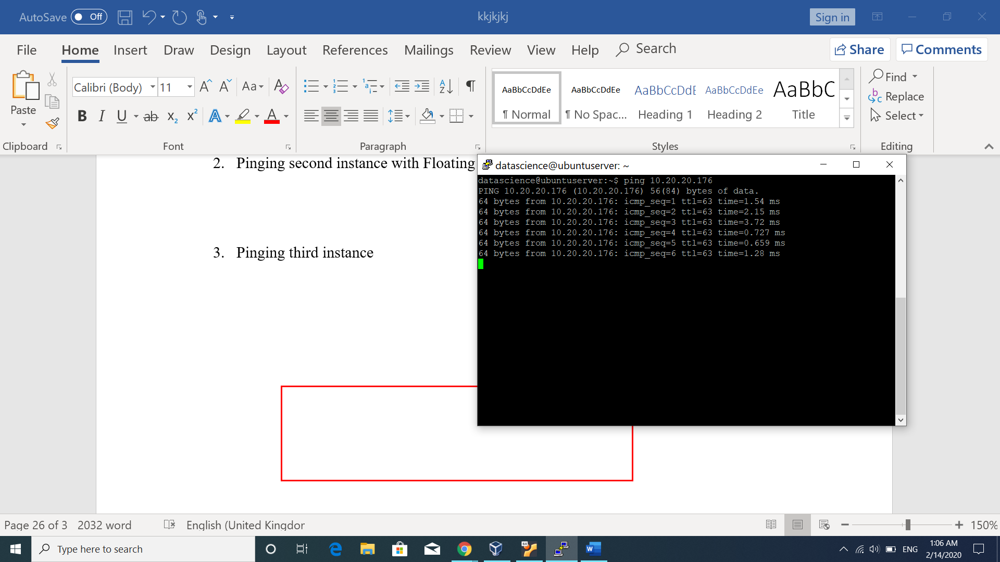 AutoSave Off
kkjkjkj
Sign in
File Home Insert Draw Design Layout References Mailings Review View Help Search
Share Comments
Paste
Clipboard
Calibri (Body) 11
Aa
Font
Paragraph
AaBbCcDdEe AaBbCcDdEe AaBbCcDdE AaBbCcDdEe AaBbC
¶ Normal ¶ No Spac... Heading 1 Heading 2 Title
Styles
Find
Replace
Select
Editing
2. Pinging second instance with Floating
3. Pinging third instance
datascience@ubuntuserver: ~
datascience@ubuntuserver:~$ ping 10.20.20.176
PING 10.20.20.176 (10.20.20.176) 56(84) bytes of data.
64 bytes from 10.20.20.176: icmp_seq=1 ttl=63 time=1.54 ms
64 bytes from 10.20.20.176: icmp_seq=2 ttl=63 time=2.15 ms
64 bytes from 10.20.20.176: icmp_seq=3 ttl=63 time=3.72 ms
64 bytes from 10.20.20.176: icmp_seq=4 ttl=63 time=0.727 ms
64 bytes from 10.20.20.176: icmp_seq=5 ttl=63 time=0.659 ms
64 bytes from 10.20.20.176: icmp_seq=6 ttl=63 time=1.28 ms
Page 26 of 3 2032 word English (United Kingdor
150%
Type here to search
ENG
1:06 AM
2/14/2020